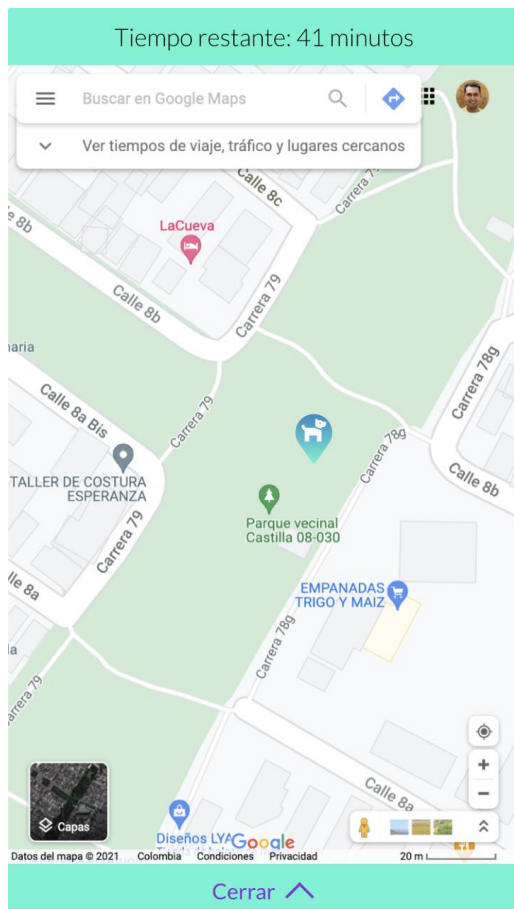 Tiempo restante: 41 minutos
Buscar en Google Maps
Ver tiempos de viaje, tráfico y lugares cercanos
Calle 8c
Carrera 7
e 8b
LaCueva
Calle 8b
Carrera 79
Carrera 78g
Calle 8a Bis
Carrera 79
Carrera 78g
Calle 8b
TALLER DE COSTURA
ESPERANZA
Carrera 79
Parque vecinal
Castilla 08-030
lle 8a
EMPANADAS
TRIGO Y MAIZ
Carrera 78g
Calle 8a
Capas
Diseños LYA
Google
Datos del mapa © 2021 Colombia Condiciones Privacidad 20 m
Cerrar